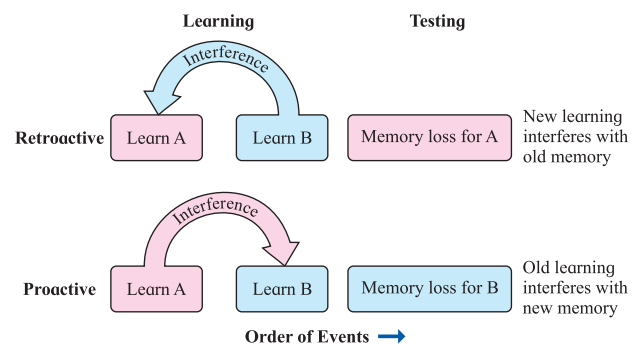 Learning
Testing
Interference
Retroactive
Learn A
Learn B
Memory loss for A
New learning
interferes with
old memory
Interference
Proactive
Learn A
Learn B
Memory loss for B
Old learning
interferes with
new memory
Order of Events